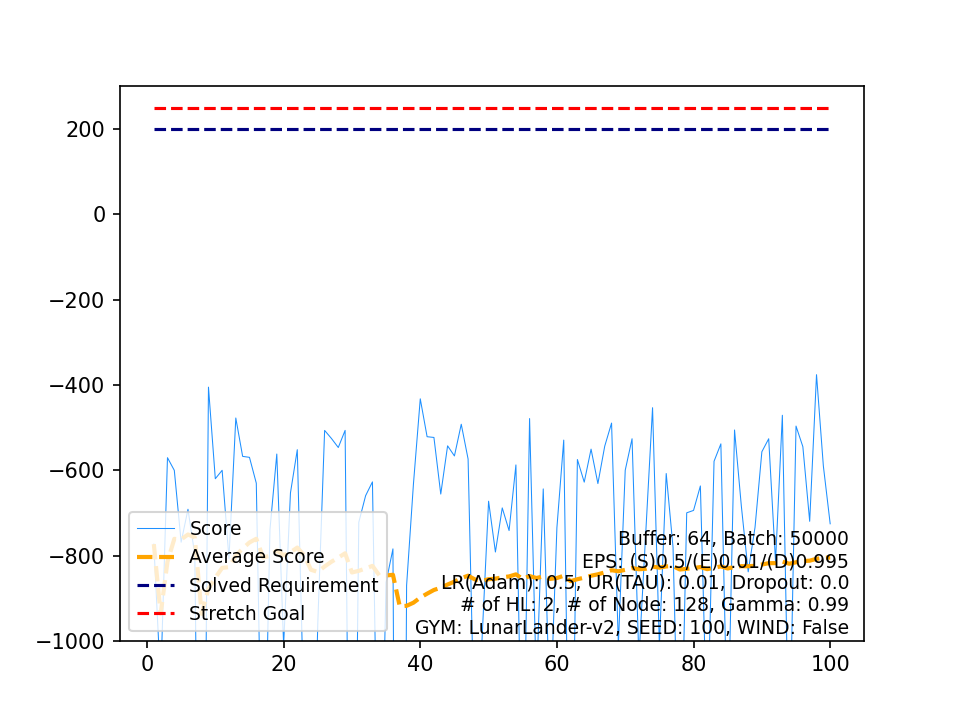 200
0
−200
−400
−600
−800
−1000
Score
Average Score
Solved Requirement
Stretch Goal
Buffer: 64, Batch: 50000
EPS: (S)0.5/(E)0.01/(D)0.995
LR(Adam): 0.5, UR(TAU): 0.01, Dropout: 0.0
# of HL: 2, # of Node: 128, Gamma: 0.99
GYM: LunarLander-v2, SEED: 100, WIND: False
0 20 40 60 80 100